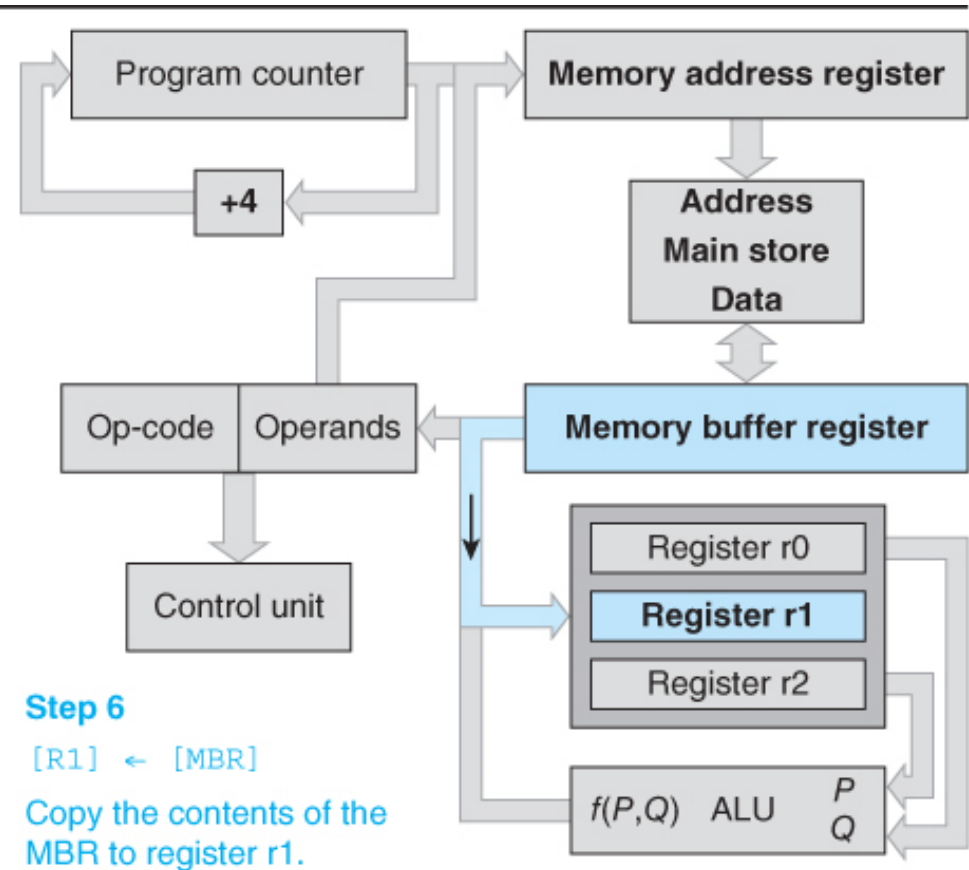 Program counter
Memory address register
+4
Address
Main store
Data
Op-code
Operands
Memory buffer register
Register r0
Control unit
Register r1
Register r2
Step 6
[R1] ← [MBR]
Copy the contents of the
MBR to register r1.
f(P,Q) ALU
P
Q